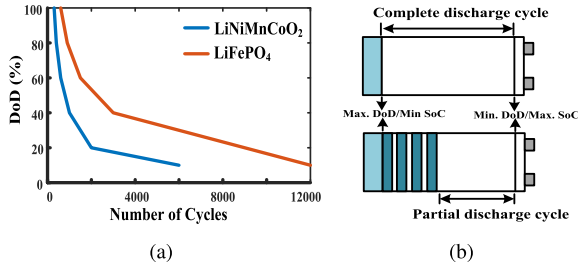 100
80
60
40
20
0
DoD (%)
LiNiMnCoO₂
LiFePO₄
0
4000
8000
12000
Number of Cycles
(a)
Complete discharge cycle
Max. DoD/Min SoC
Min. DoD/Max. SoC
Partial discharge cycle
(b)